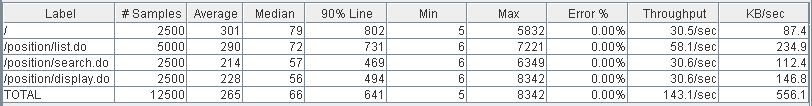 Label # Samples Average Median 90% Line Min Max Error % Throughput KB/sec
/ 2500 301 79 802 5 5832 0.00% 30.5/sec 87.4
/position/list.do 5000 290 72 731 6 7221 0.00% 58.1/sec 234.9
/position/search.do 2500 214 57 469 6 6349 0.00% 30.6/sec 112.4
/position/display.do 2500 228 56 494 6 8342 0.00% 30.6/sec 146.8
TOTAL 12500 265 66 641 5 8342 0.00% 143.1/sec 556.1